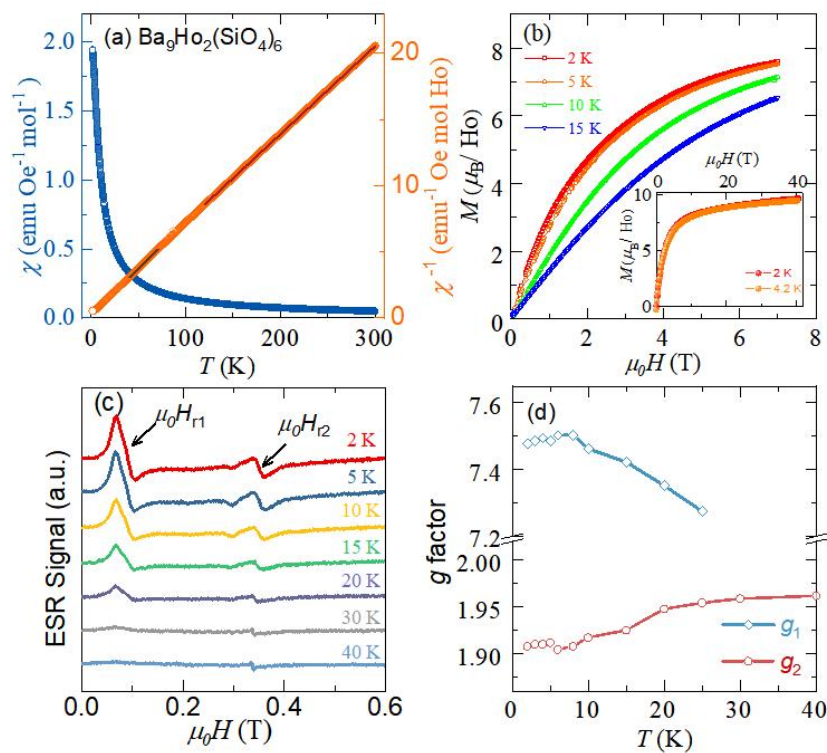 (a) Ba₉Ho₂(SiO₄)₆
2.0
1.5
1.0
0.5
0.0
χ (emu Oe⁻¹ mol⁻¹)
20
10
0
χ⁻¹ (emu⁻¹ Oe mol Ho)
0 100 200 300
T (K)
(b)
8
7
6
4
2
0
M (μB/ Ho)
2 K
5 K
10 K
15 K
μ₀H (T)
0 20 40
10
5
0
M (μB/ Ho)
2 K
4.2 K
0 2 4 6 8
μ₀H (T)
(c)
μ₀Hr1
μ₀Hr2
2 K
5 K
10 K
15 K
20 K
30 K
40 K
ESR Signal (a.u.)
0.0 0.2 0.4 0.6
μ₀H (T)
(d)
7.6
7.4
7.2
2.00
1.95
1.90
g factor
g₁
g₂
0 10 20 30 40
T (K)